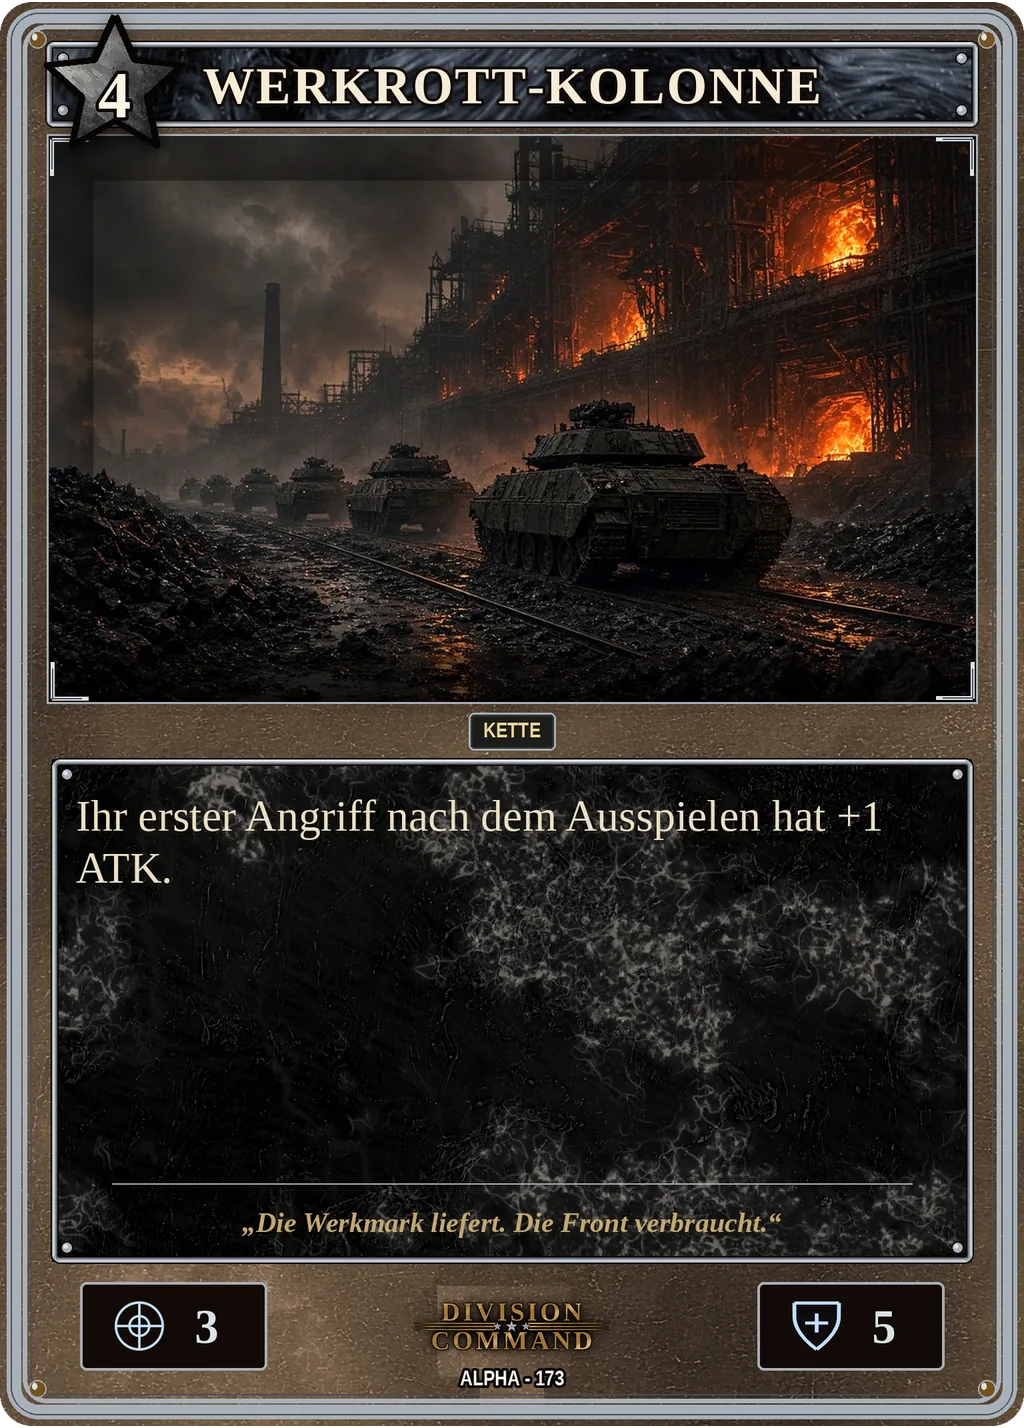 4
WERKROTT-KOLONNE
KETTE
Ihr erster Angriff nach dem Ausspielen hat +1
ATK.
„Die Werkmark liefert. Die Front verbraucht.“
3
DIVISION
COMMAND
5
ALPHA - 173